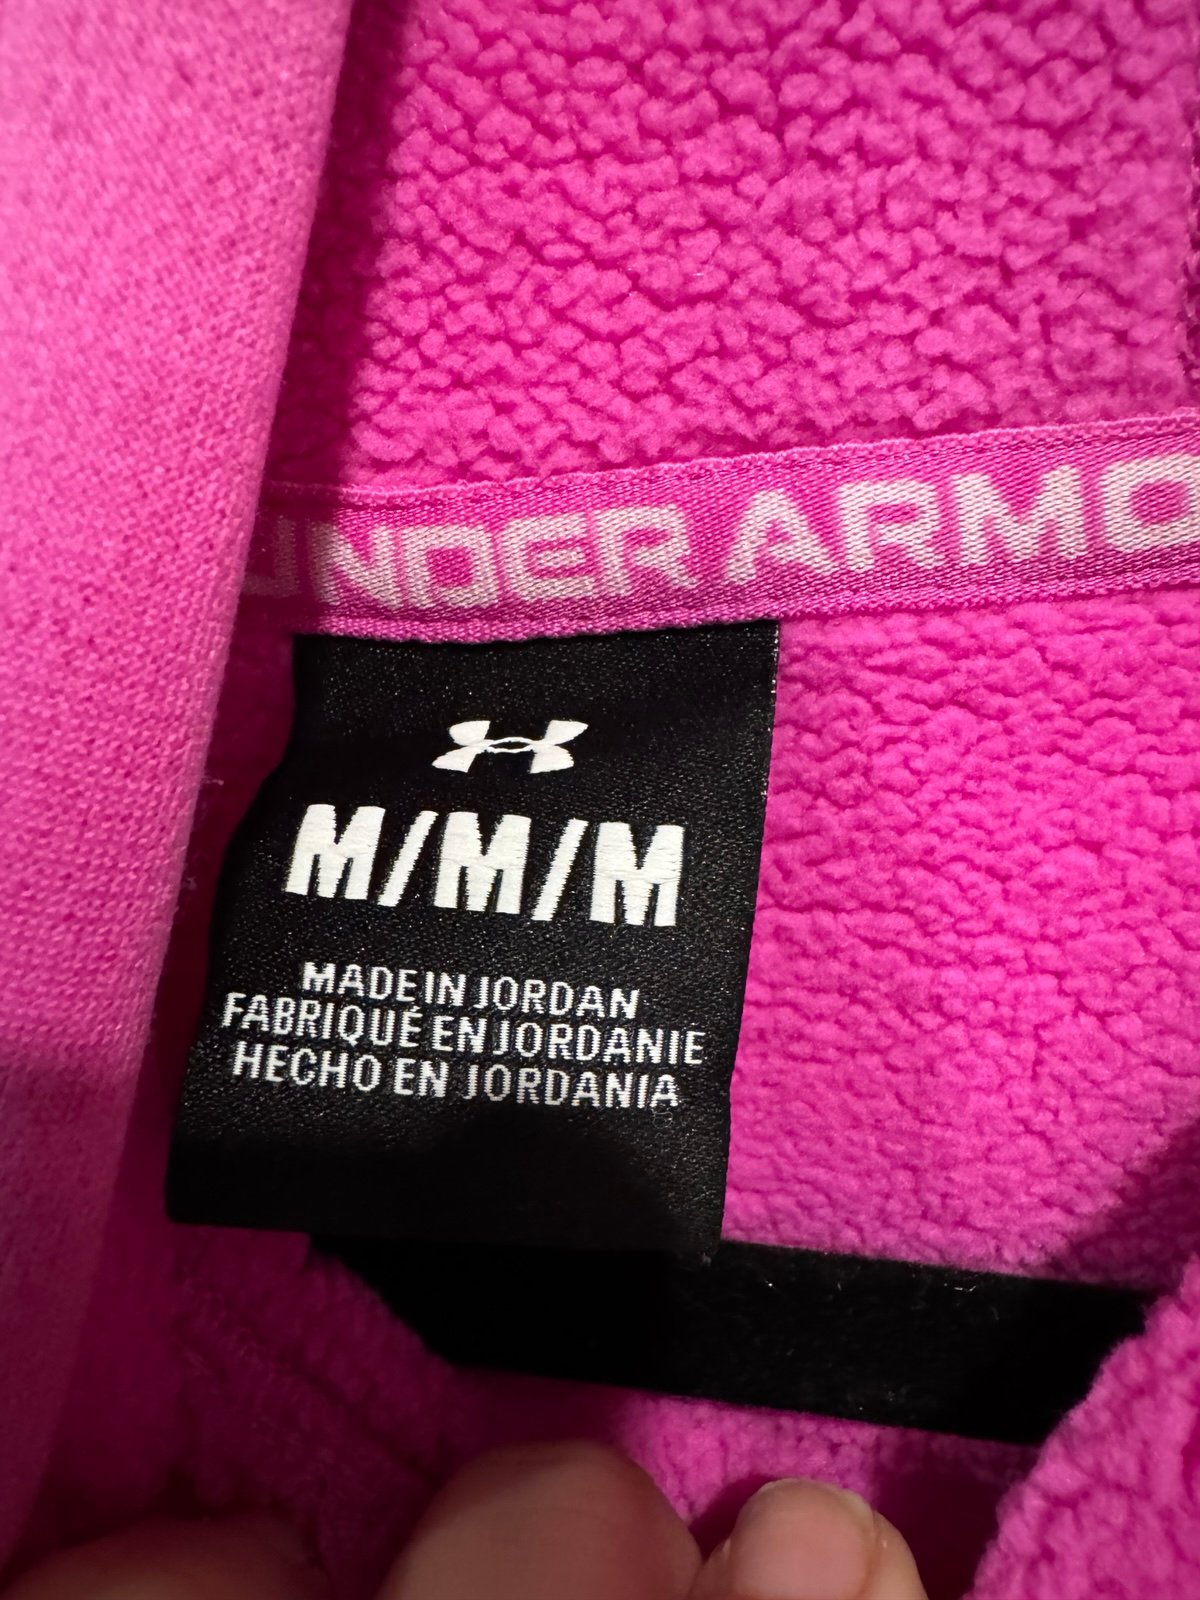 UNDER ARMO
M/M/M
MADE IN JORDAN
FABRIQUÉ EN JORDANIE
HECHO EN JORDANIA